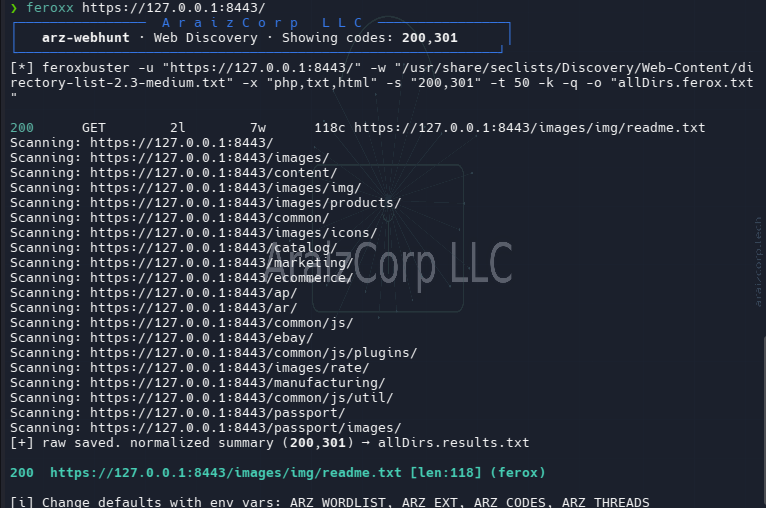 ❯ feroxx https://127.0.0.1:8443/
AraizCorp LLC
arz-webhunt · Web Discovery · Showing codes: 200,301
[*] feroxbuster -u "https://127.0.0.1:8443/" -w "/usr/share/seclists/Discovery/Web-Content/di
rectory-list-2.3-medium.txt" -x "php,txt,html" -s "200,301" -t 50 -k -q -o "allDirs.ferox.txt
"
200 GET 2l 7w 118c https://127.0.0.1:8443/images/img/readme.txt
Scanning: https://127.0.0.1:8443/
Scanning: https://127.0.0.1:8443/images/
Scanning: https://127.0.0.1:8443/content/
Scanning: https://127.0.0.1:8443/images/img/
Scanning: https://127.0.0.1:8443/images/products/
Scanning: https://127.0.0.1:8443/common/
Scanning: https://127.0.0.1:8443/images/icons/
Scanning: https://127.0.0.1:8443/catalog/
Scanning: https://127.0.0.1:8443/marketing/
Scanning: https://127.0.0.1:8443/ecommerce/
Scanning: https://127.0.0.1:8443/ap/
Scanning: https://127.0.0.1:8443/ar/
Scanning: https://127.0.0.1:8443/common/js/
Scanning: https://127.0.0.1:8443/ebay/
Scanning: https://127.0.0.1:8443/common/js/plugins/
Scanning: https://127.0.0.1:8443/images/rate/
Scanning: https://127.0.0.1:8443/manufacturing/
Scanning: https://127.0.0.1:8443/common/js/util/
Scanning: https://127.0.0.1:8443/passport/
Scanning: https://127.0.0.1:8443/passport/images/
[+] raw saved. normalized summary (200,301) → allDirs.results.txt
200 https://127.0.0.1:8443/images/img/readme.txt [len:118] (ferox)
[i] Change defaults with env vars: ARZ_WORDLIST, ARZ_EXT, ARZ_CODES, ARZ_THREADS
AraizCorp LLC
araizcorp.tech